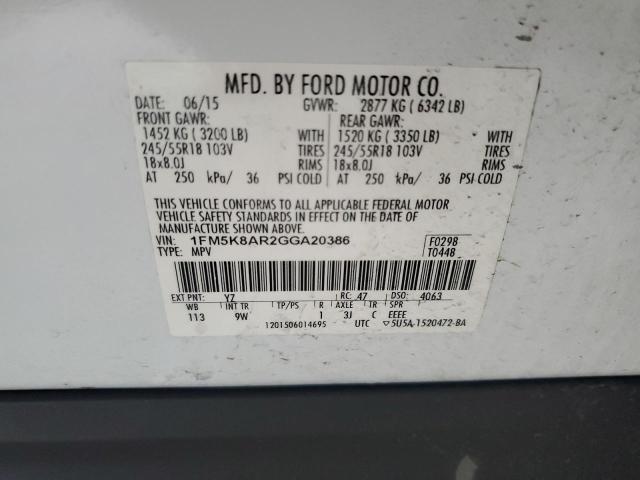 MFD. BY FORD MOTOR CO.
DATE: 06/15 GVWR: 2877 KG ( 6342 LB)
FRONT GAWR: REAR GAWR:
1452 KG ( 3200 LB) WITH 1520 KG ( 3350 LB) WITH
245/55R18 103V TIRES 245/55R18 103V TIRES
18x8.0J RIMS 18x8.0J RIMS
AT 250 kPa/ 36 PSI COLD AT 250 kPa/ 36 PSI COLD
THIS VEHICLE CONFORMS TO ALL APPLICABLE FEDERAL MOTOR
VEHICLE SAFETY STANDARDS IN EFFECT ON THE DATE OF
MANUFACTURE SHOWN ABOVE.
VIN: 1FM5K8AR2GGA20386 F0298
TYPE: MPV T0448
EXT PNT: YZ RC: 47 DSO: 4063
WB INT TR TP/PS R AXLE TR SPR
113 9W 1 3J C EEEE
1201506014695 UTC ▽5U5A-1520472-BA